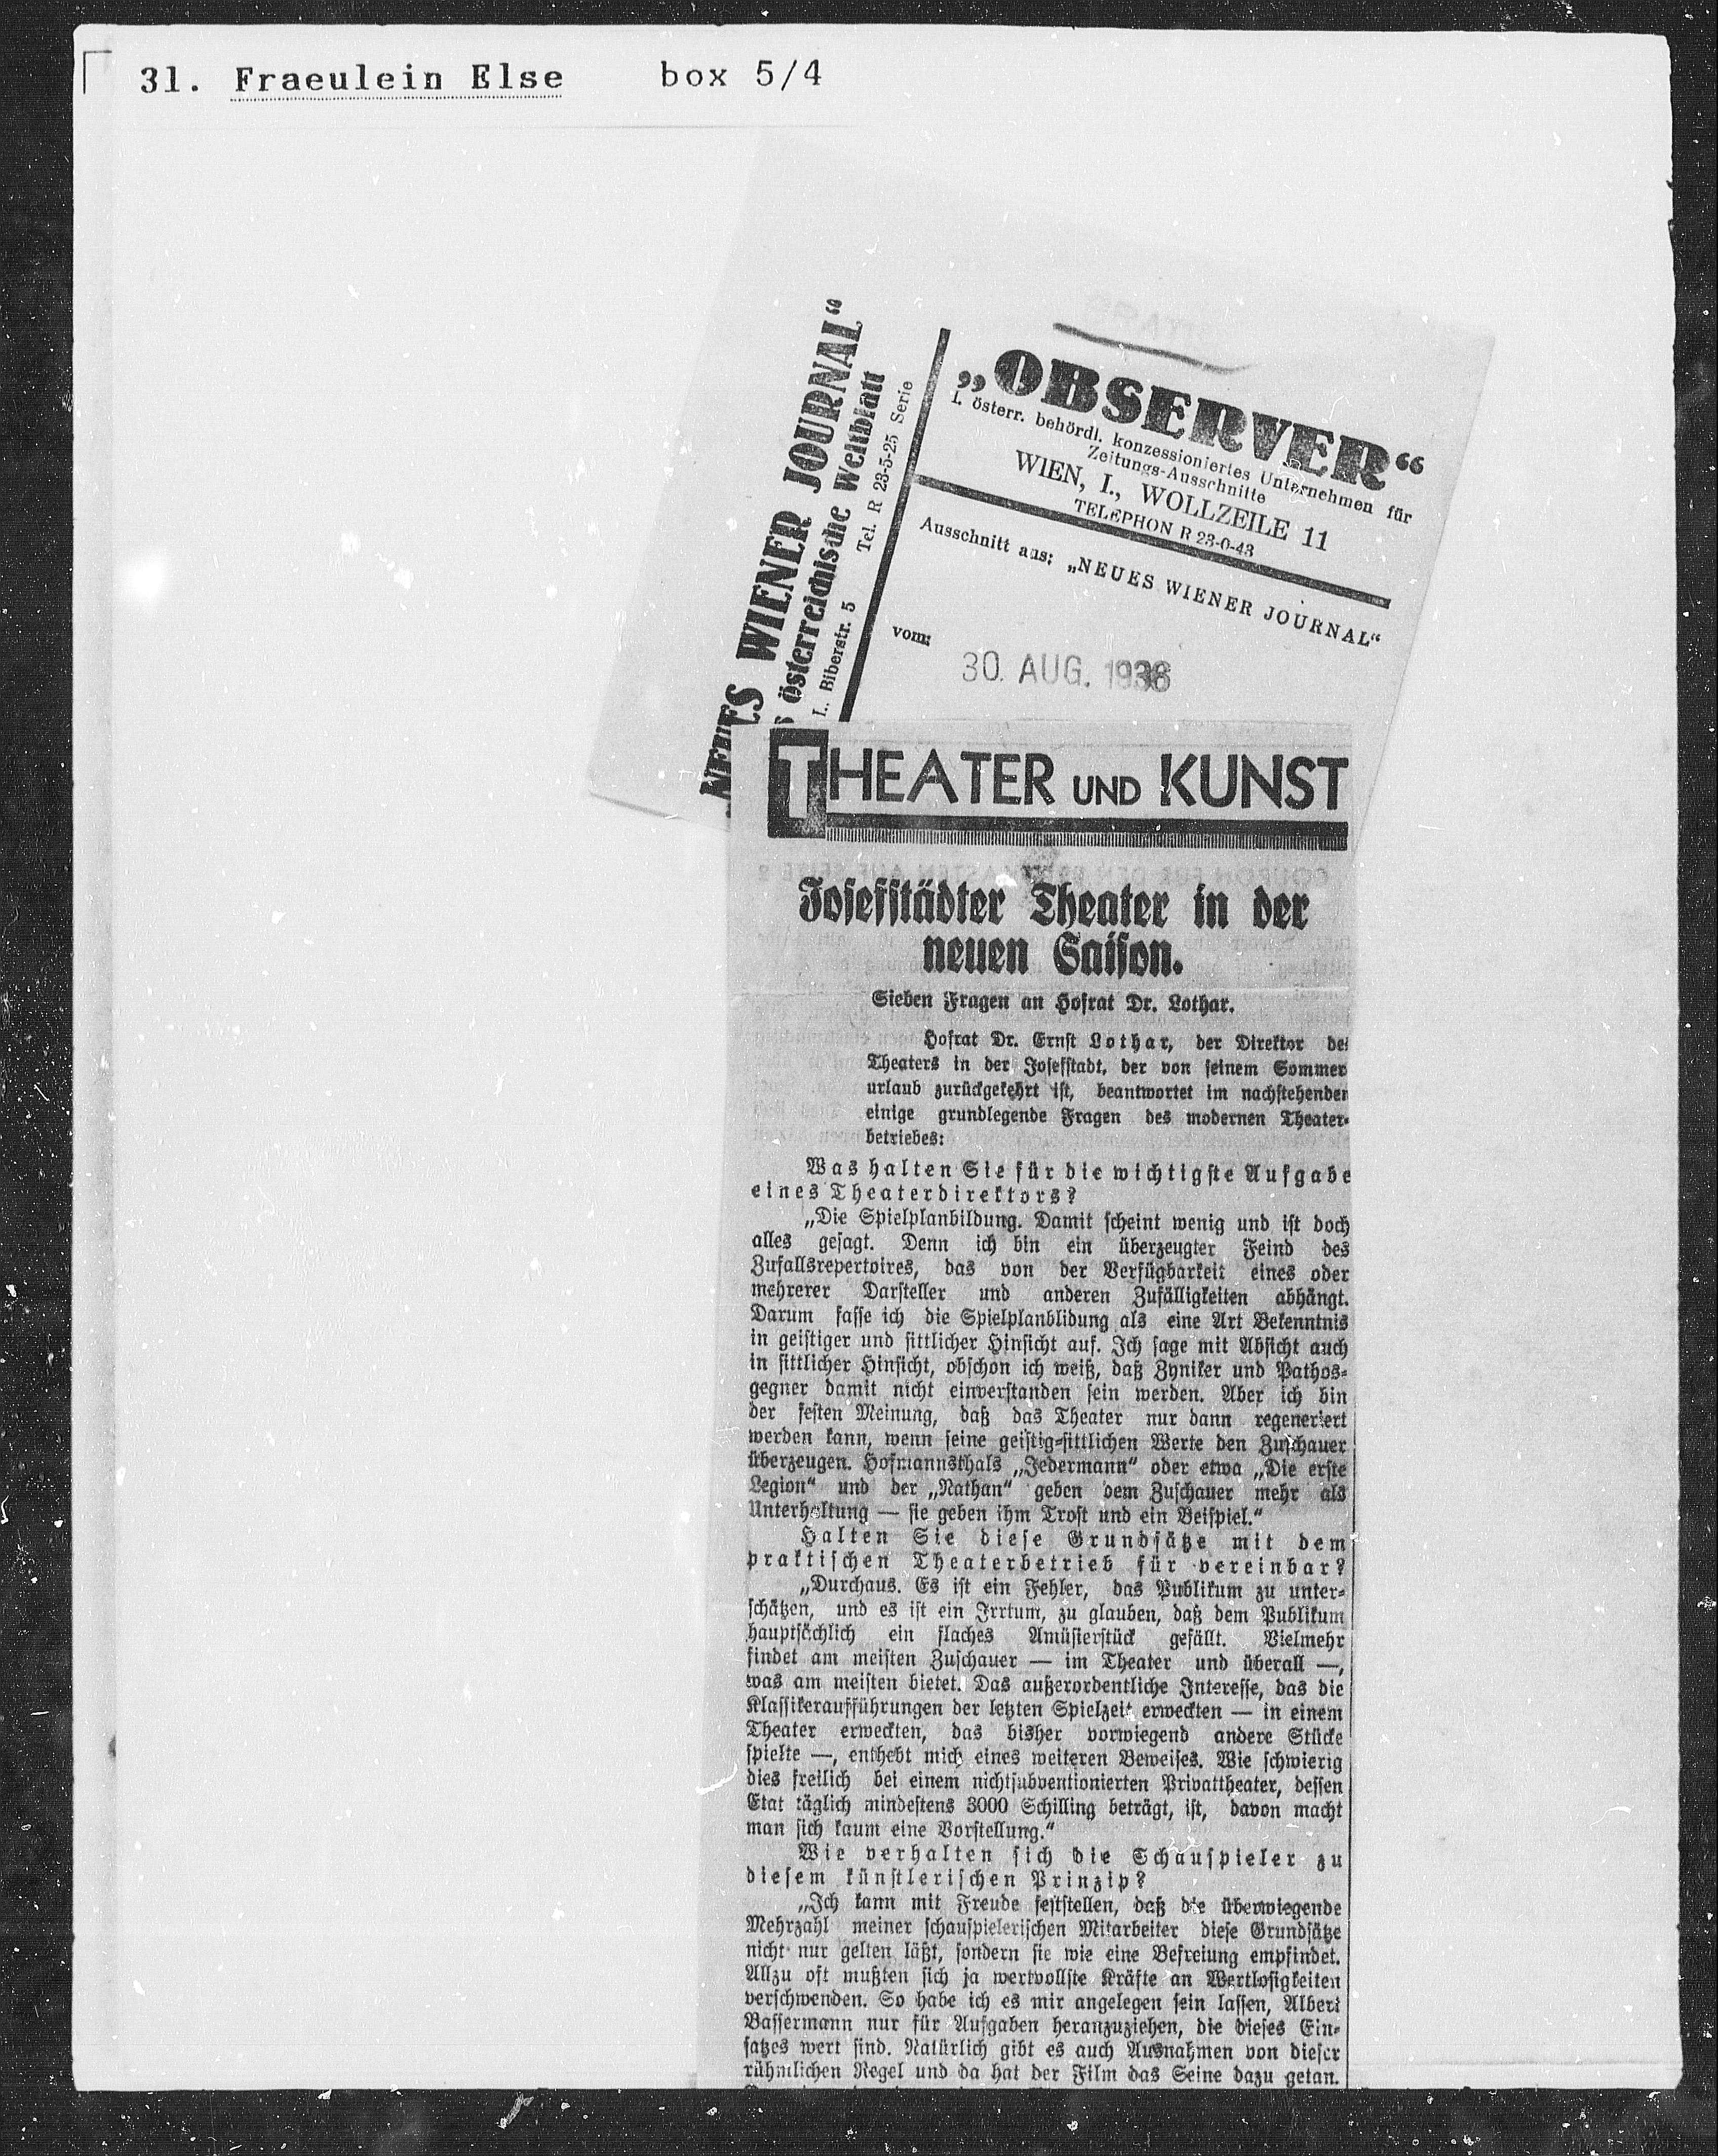 31. Fraeulein Else box 5/4
„NEUES WIENER JOURNAL“
österreichische Weltblatt
I., Biberstr. 5 Tel. R 23-5-25 Serie
„OBSERVER“
I. österr. behördl. konzessioniertes Unternehmen für
Zeitungs-Ausschnitte
WIEN, I., WOLLZEILE 11
TELEPHON R 23-0-43
Ausschnitt aus: „NEUES WIENER JOURNAL“
vom:
30. AUG. 1936
THEATER UND KUNST
Josefstädter Theater in der
neuen Saison.
Sieben Fragen an Hofrat Dr. Lothar.
Hofrat Dr. Ernst Lothar, der Direktor des
Theaters in der Josefstadt, der von seinem Sommer
urlaub zurückgekehrt ist, beantwortet im nachstehenden
einige grundlegende Fragen des modernen Theater-
betriebes:
Was halten Sie für die wichtigste Aufgabe
eines Theaterdirektors?
„Die Spielplanbildung. Damit scheint wenig und ist doch
alles gesagt. Denn ich bin ein überzeugter Feind des
Zufallsrepertoires, das von der Verfügbarkeit eines oder
mehrerer Darsteller und anderen Zufälligkeiten abhängt.
Darum fasse ich die Spielplanblidung als eine Art Bekenntnis
in geistiger und sittlicher Hinsicht auf. Ich sage mit Absicht auch
in sittlicher Hinsicht, obschon ich weiß, daß Zyniker und Pathos-
gegner damit nicht einverstanden sein werden. Aber ich bin
der festen Meinung, daß das Theater nur dann regeneriert
werden kann, wenn seine geistig-sittlichen Werte den Zuschauer
überzeugen. Hofmannsthals „Jedermann“ oder etwa „Die erste
Legion“ und der „Nathan“ geben dem Zuschauer mehr als
Unterhaltung — sie geben ihm Trost und ein Beispiel.“
Halten Sie diese Grundsätze mit dem
praktischen Theaterbetrieb für vereinbar?
„Durchaus. Es ist ein Fehler, das Publikum zu unter-
schätzen, und es ist ein Irrtum, zu glauben, daß dem Publikum
hauptsächlich ein flaches Amüsierstück gefällt. Vielmehr
findet am meisten Zuschauer — im Theater und überall —,
was am meisten bietet. Das außerordentliche Interesse, das die
Klassikeraufführungen der letzten Spielzeit erweckten — in einem
Theater erweckten, das bisher vorwiegend andere Stücke
spielte —, enthebt mich eines weiteren Beweises. Wie schwierig
dies freilich bei einem nichtsubventionierten Privattheater, dessen
Etat täglich mindestens 3000 Schilling beträgt, ist, davon macht
man sich kaum eine Vorstellung.“
Wie verhalten sich die Schauspieler zu
diesem künstlerischen Prinzip?
„Ich kann mit Freude feststellen, daß die überwiegende
Mehrzahl meiner schauspielerischen Mitarbeiter diese Grundsätze
nicht nur gelten läßt, sondern sie wie eine Befreiung empfindet.
Allzu oft mußten sich ja wertvollste Kräfte an Wertlosigkeiten
verschwenden. So habe ich es mir angelegen sein lassen, Albert
Bassermann nur für Aufgaben heranzuziehen, die dieses Ein-
satzes wert sind. Natürlich gibt es auch Ausnahmen von dieser
rühmlichen Regel und da hat der Film das Seine dazu getan.